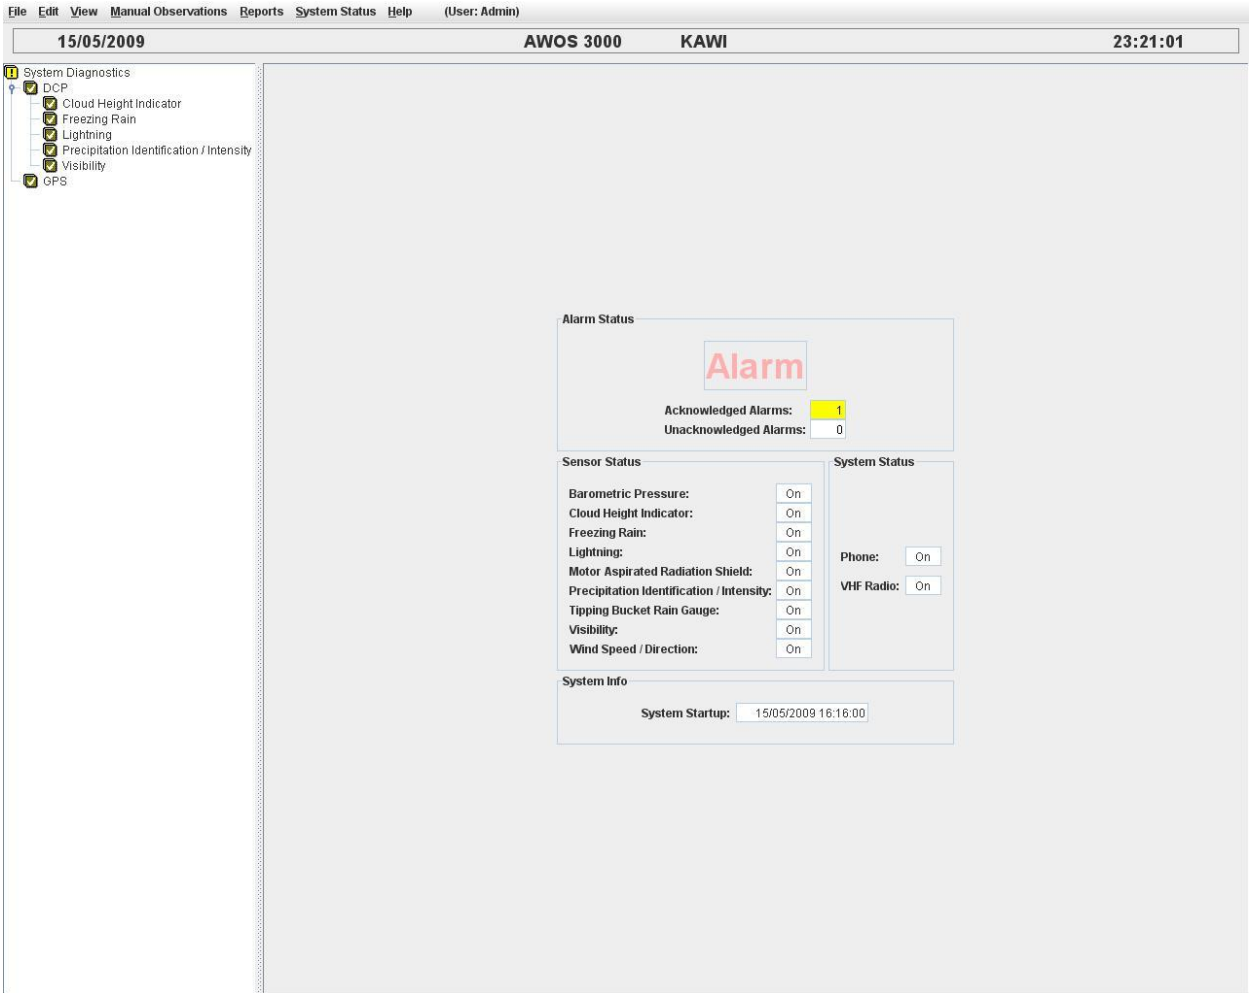 File Edit View Manual Observations Reports System Status Help (User: Admin)
15/05/2009 AWOS 3000 KAWI 23:21:01
System Diagnostics
DCP
Cloud Height Indicator
Freezing Rain
Lightning
Precipitation Identification / Intensity
Visibility
GPS
Alarm Status
Alarm
Acknowledged Alarms: 1
Unacknowledged Alarms: 0
Sensor Status
Barometric Pressure: On
Cloud Height Indicator: On
Freezing Rain: On
Lightning: On
Motor Aspirated Radiation Shield: On
Precipitation Identification / Intensity: On
Tipping Bucket Rain Gauge: On
Visibility: On
Wind Speed / Direction: On
System Status
Phone: On
VHF Radio: On
System Info
System Startup: 15/05/2009 16:16:00